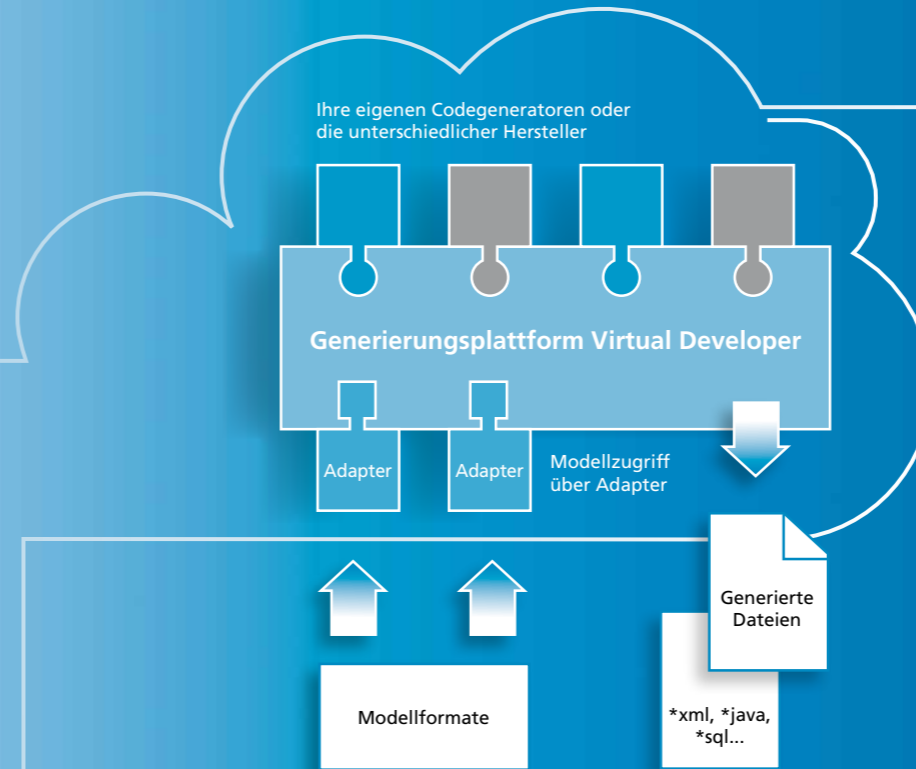 Ihre eigenen Codegeneratoren oder
die unterschiedlicher Hersteller
Generierungsplattform Virtual Developer
Adapter
Adapter
Modellzugriff
über Adapter
Generierte
Dateien
Modellformate
*xml, *java,
*sql...